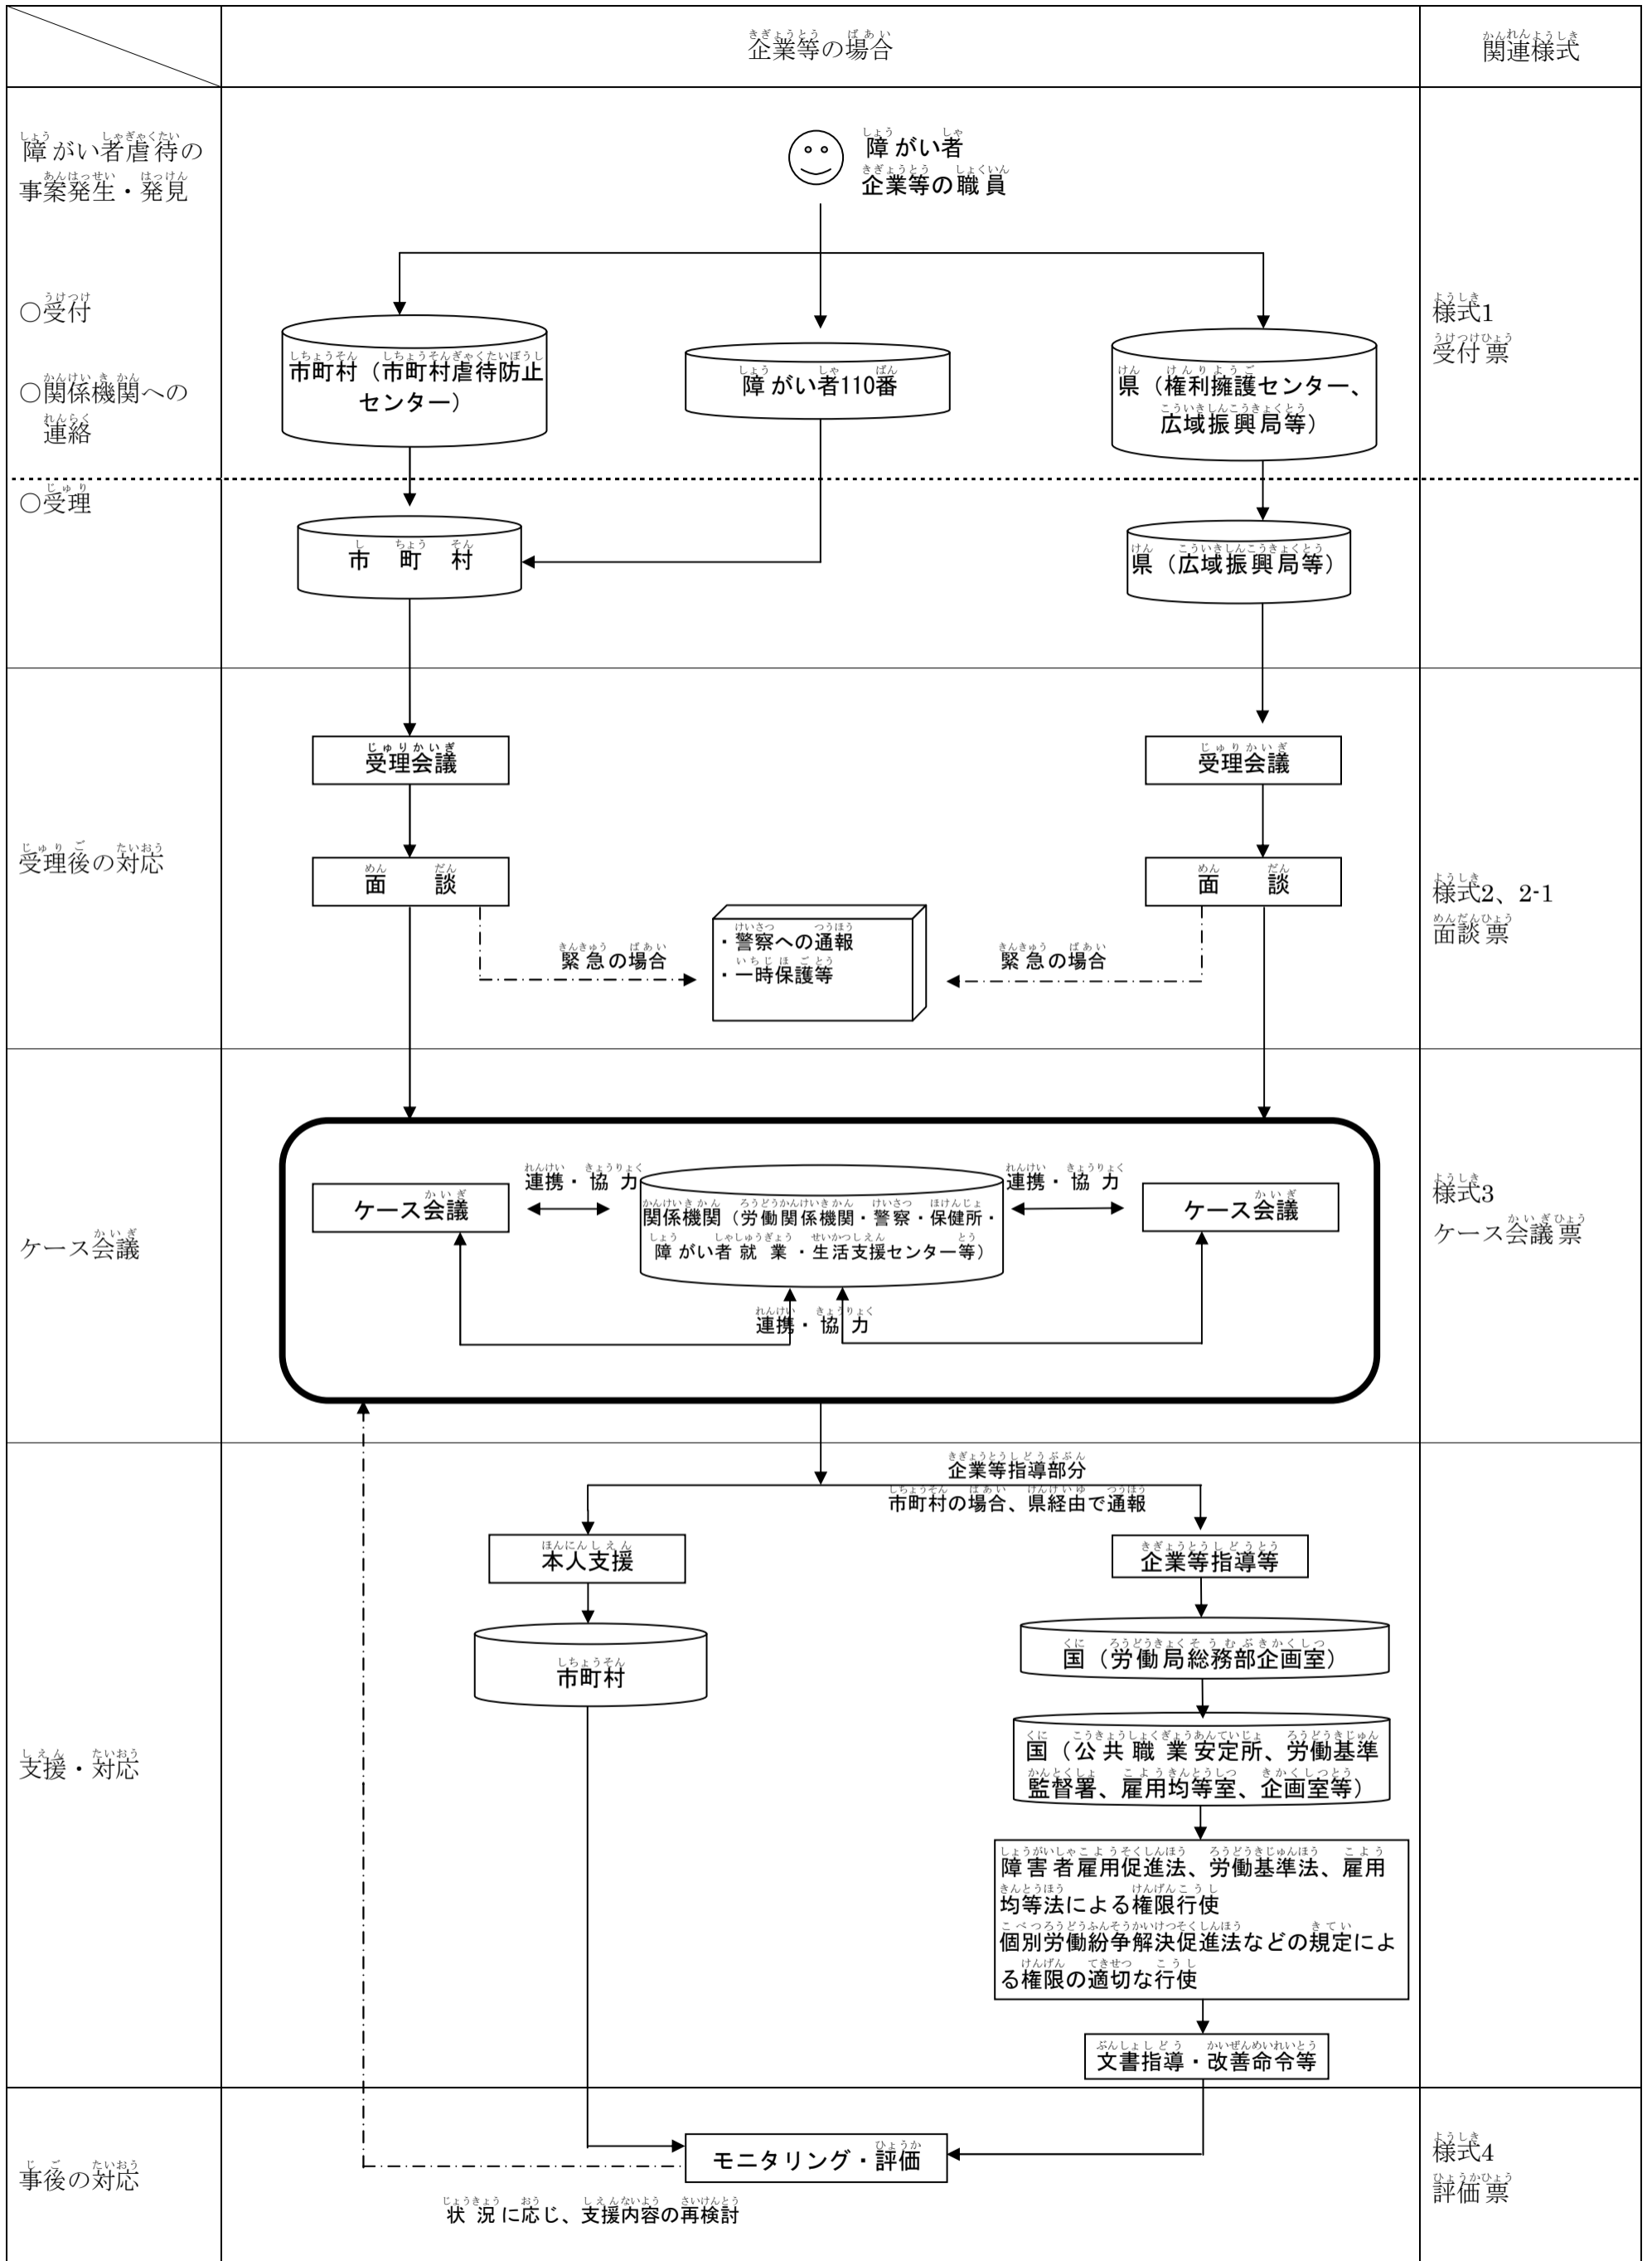 企業等の場合
関連様式
障がい者虐待の
事案発生・発見
障がい者
企業等の職員
○受付
○関係機関への
連絡
市町村（市町村虐待防止
センター）
障がい者110番
県（権利擁護センター、
広域振興局等）
様式1
受付票
○受理
市町村
県（広域振興局等）
受理後の対応
受理会議
受理会議
面談
面談
緊急の場合
・警察への通報
・一時保護等
緊急の場合
様式2、2-1
面談票
ケース会議
ケース会議
連携・協力
関係機関（労働関係機関・警察・保健所・
障がい者就業・生活支援センター等）
連携・協力
ケース会議
連携・協力
様式3
ケース会議票
支援・対応
企業等指導部分
市町村の場合、県経由で通報
本人支援
企業等指導等
市町村
国（労働局総務部企画室）
国（公共職業安定所、労働基準
監督署、雇用均等室、企画室等）
障害者雇用促進法、労働基準法、雇用
均等法による権限行使
個別労働紛争解決促進法などの規定によ
る権限の適切な行使
文書指導・改善命令等
事後の対応
モニタリング・評価
状況に応じ、支援内容の再検討
様式4
評価票